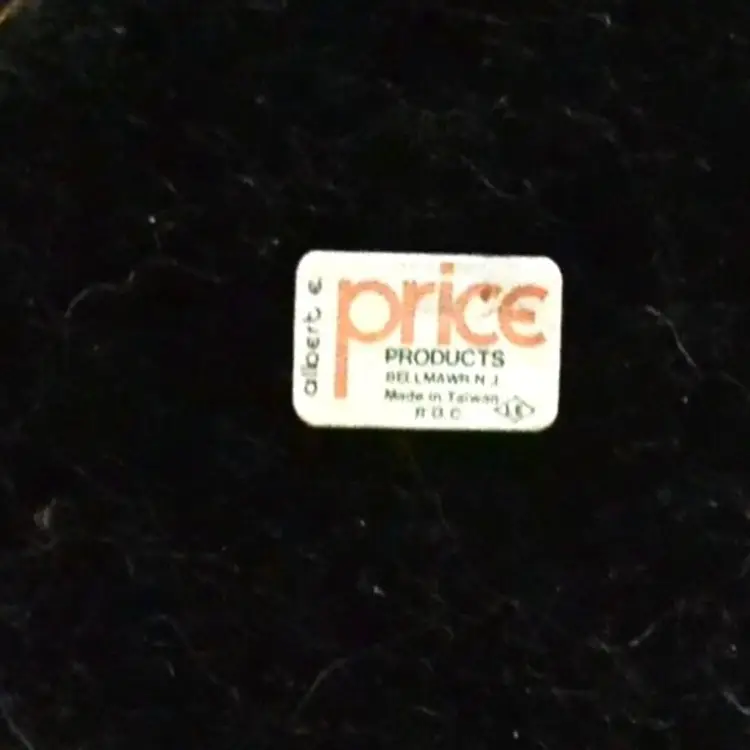 albert e.
price
PRODUCTS
BELLMAWR N.J.
Made in Taiwan
R.O.C
J.E